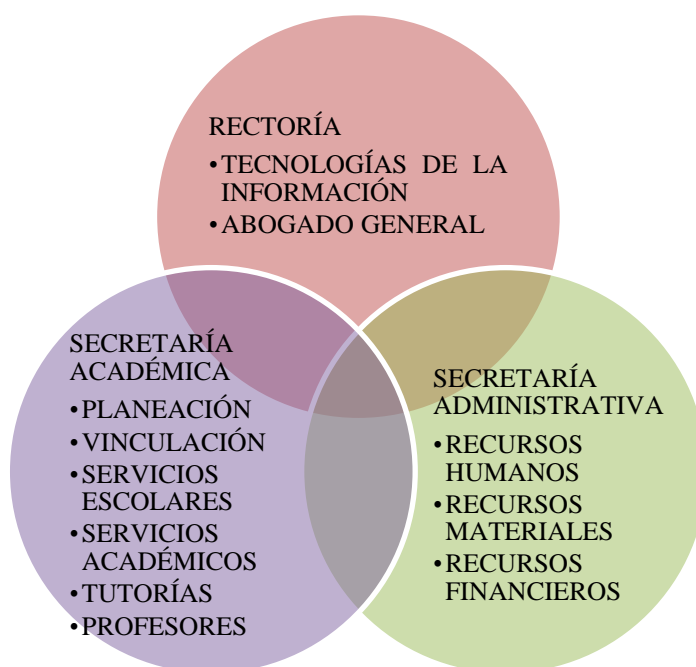 RECTORÍA
•TECNOLOGÍAS DE LA
INFORMACIÓN
•ABOGADO GENERAL
SECRETARÍA
ACADÉMICA
•PLANEACIÓN
•VINCULACIÓN
•SERVICIOS
ESCOLARES
•SERVICIOS
ACADÉMICOS
•TUTORÍAS
•PROFESORES
SECRETARÍA
ADMINISTRATIVA
•RECURSOS
HUMANOS
•RECURSOS
MATERIALES
•RECURSOS
FINANCIEROS